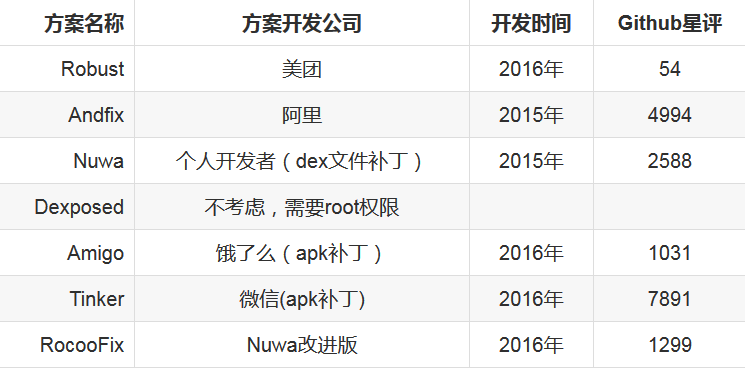 方案名称 方案开发公司 开发时间 Github星评
Robust 美团 2016年 54
Andfix 阿里 2015年 4994
Nuwa 个人开发者（dex文件补丁） 2015年 2588
Dexposed 不考虑，需要root权限
Amigo 饿了么（apk补丁） 2016年 1031
Tinker 微信(apk补丁) 2016年 7891
RocooFix Nuwa改进版 2016年 1299